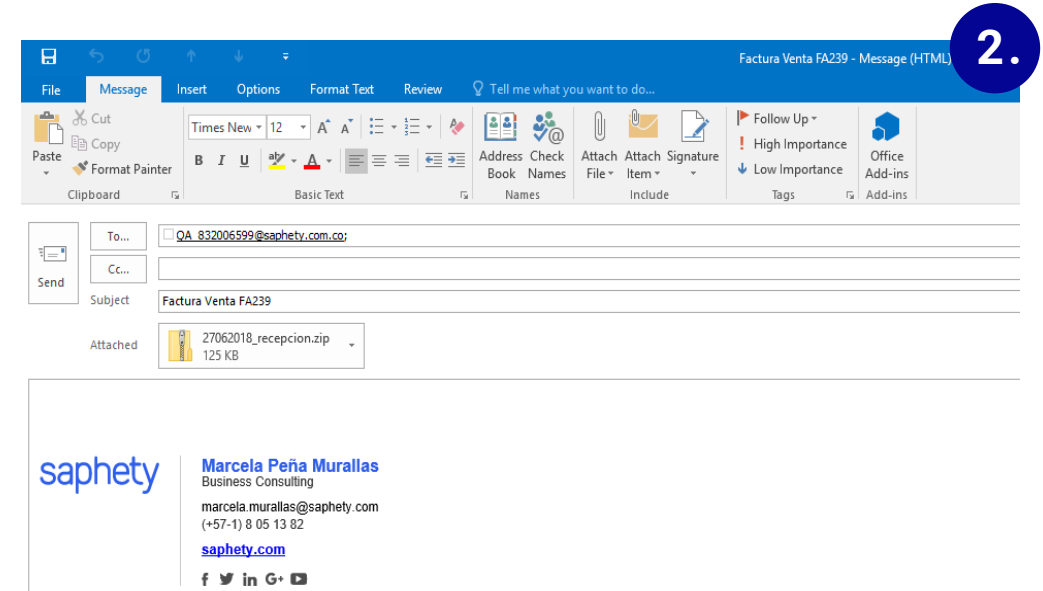 2.
Factura Venta FA239 - Message (HTML)
File Message Insert Options Format Text Review Tell me what you want to do...
Paste
Cut
Copy
Format Painter
Clipboard
Times New 12 A A
B I U aby A
Basic Text
Address Book
Check Names
Names
Attach File
Attach Item
Signature
Include
Follow Up
High Importance
Low Importance
Tags
Office Add-ins
Add-ins
Send
To... QA_832006599@saphety.com.co;
Cc...
Subject Factura Venta FA239
Attached 27062018_recepcion.zip
125 KB
saphety
Marcela Peña Murallas
Business Consulting
marcela.murallas@saphety.com
(+57-1) 8 05 13 82
saphety.com
f in G+